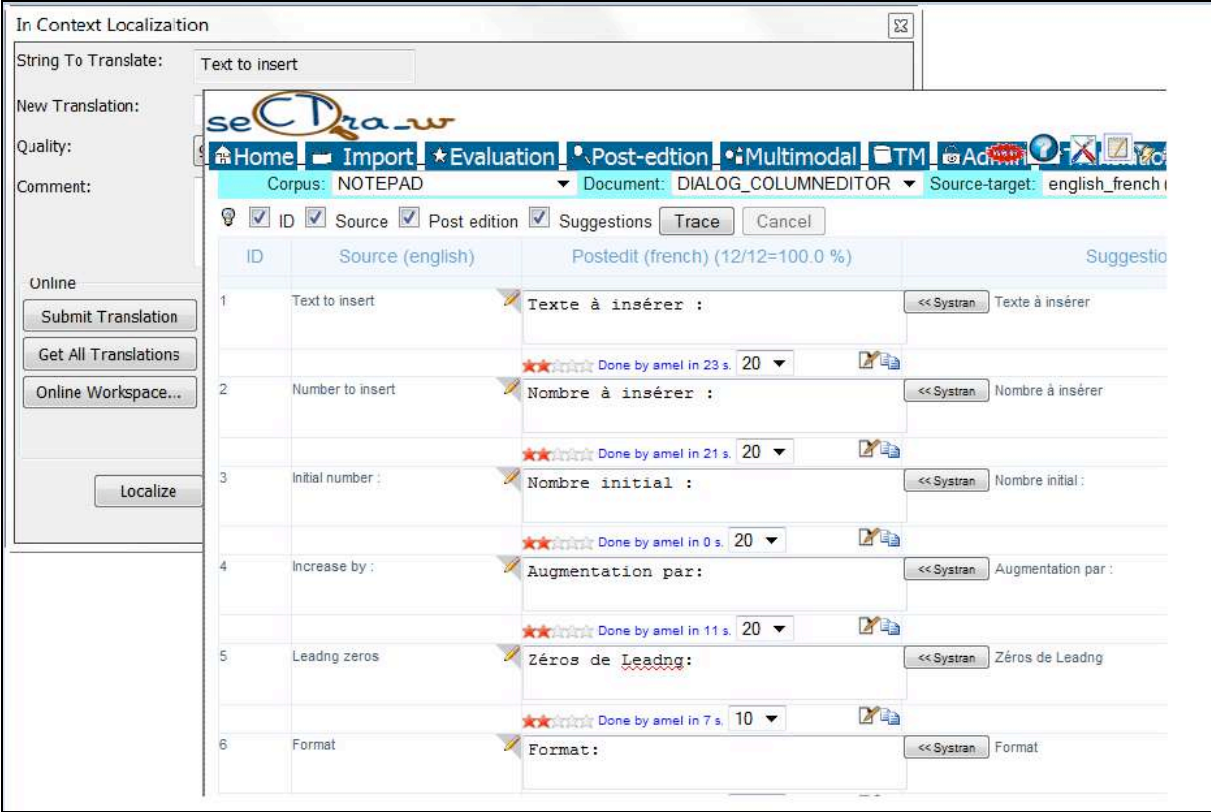 In Context Localization
String To Translate: Text to insert
New Translation:
Quality:
Comment:
Online
Submit Translation
Get All Translations
Online Workspace...
Localize
seCTra_w
Home Import Evaluation Post-edtion Multimodal TM
Corpus: NOTEPAD Document: DIALOG_COLUMNEDITOR Source-target: english_french
ID Source Post edition Suggestions Trace Cancel
ID Source (english) Postedit (french) (12/12=100.0 %)
1 Text to insert Texte à insérer : << Systran Texte à insérer
Done by amel in 23 s. 20
2 Number to insert Nombre à insérer : << Systran Nombre à insérer
Done by amel in 21 s. 20
3 Initial number : Nombre initial : << Systran Nombre initial :
Done by amel in 0 s. 20
4 Increase by : Augmentation par: << Systran Augmentation par :
Done by amel in 11 s. 20
5 Leadng zeros Zéros de Leadng: << Systran Zéros de Leadng
Done by amel in 7 s. 10
6 Format Format: << Systran Format